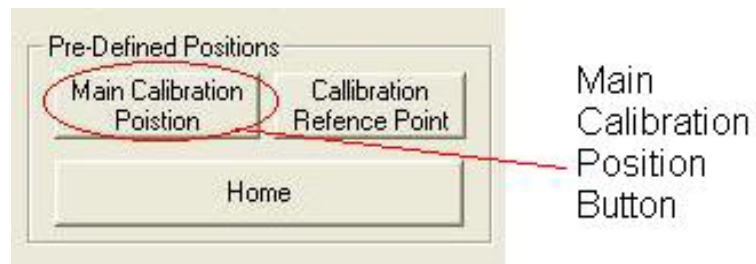 Pre-Defined Positions
Main Calibration
Poistion
Callibration
Refence Point
Home
Main
Calibration
Position
Button